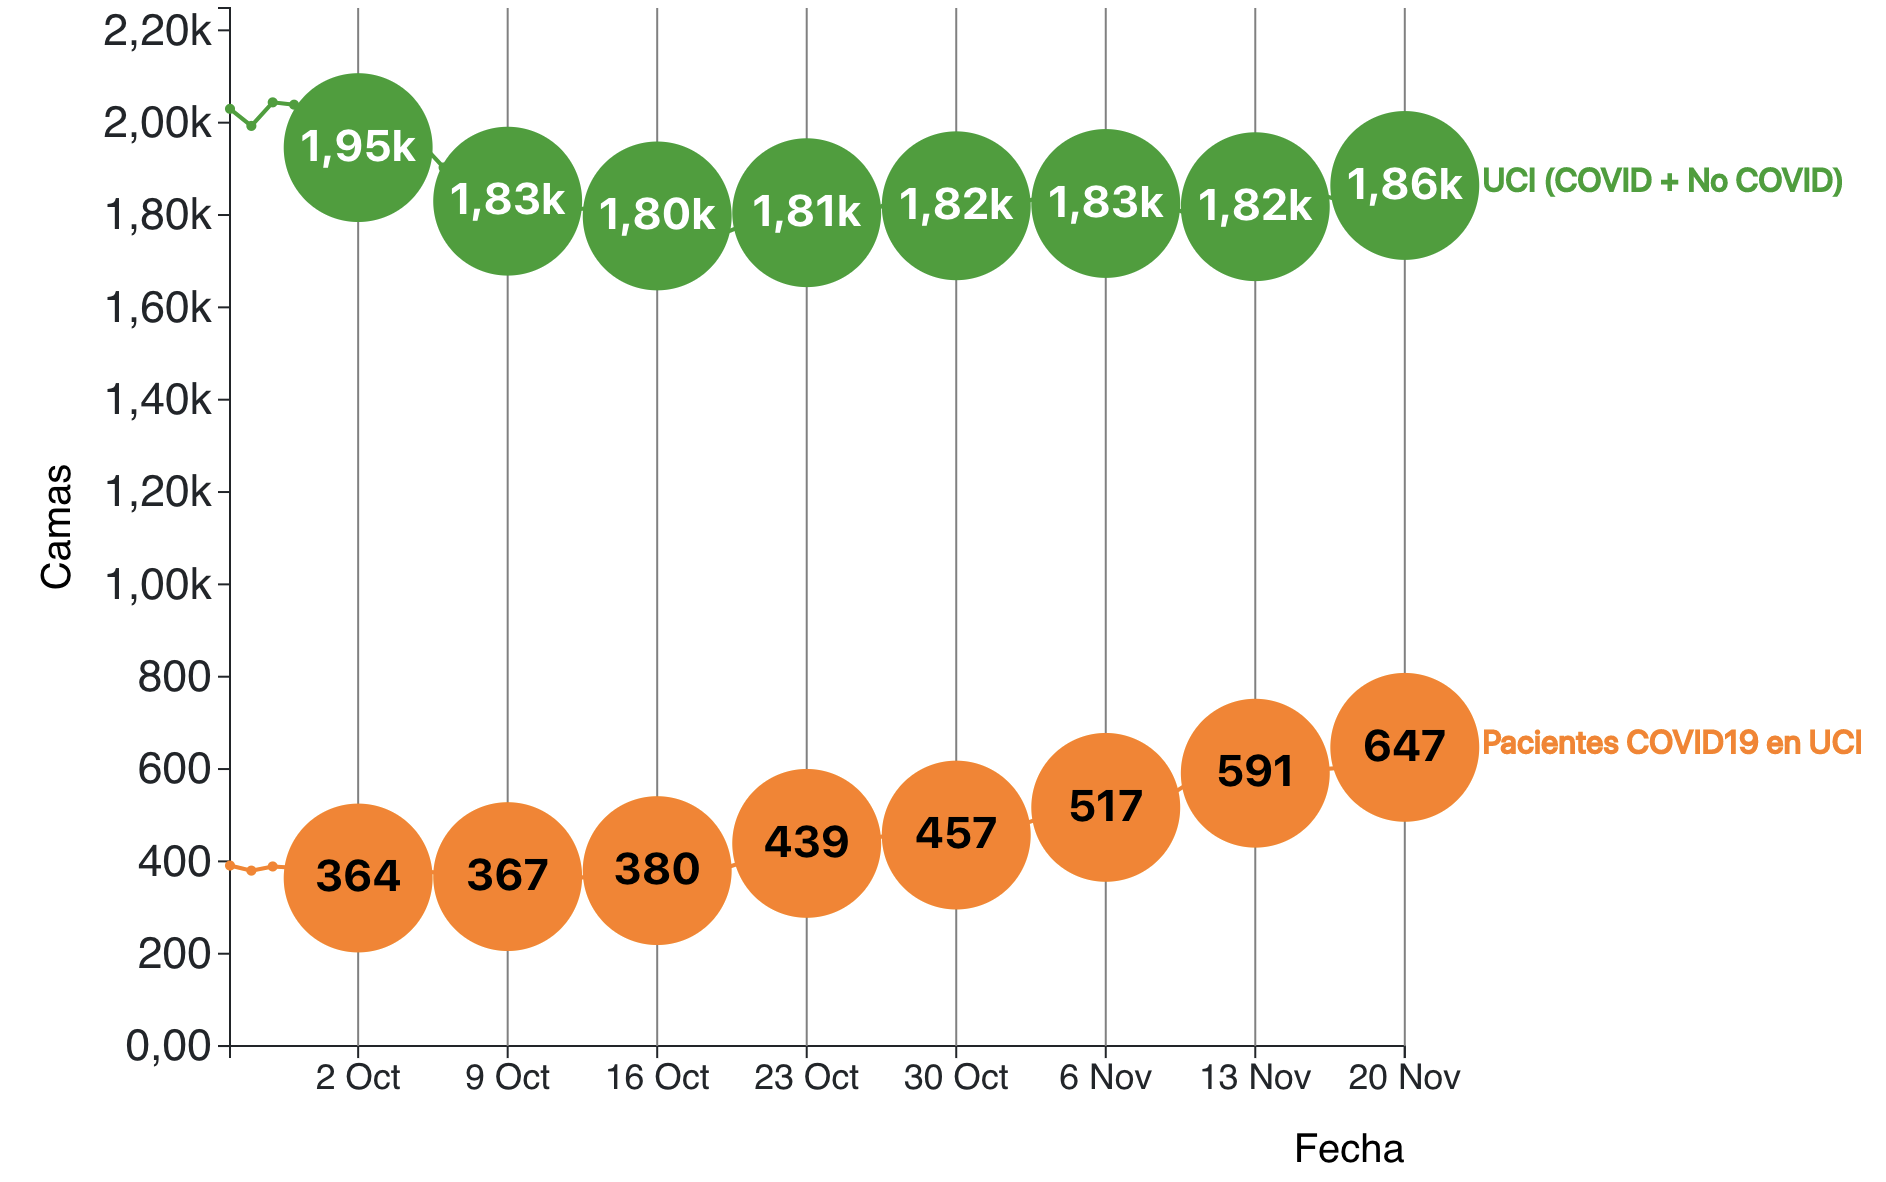 2,20k
2,00k
1,80k
1,60k
1,40k
1,20k
1,00k
800
600
400
200
0,00
Camas
1,95k
1,83k
1,80k
1,81k
1,82k
1,83k
1,82k
1,86k
UCI (COVID + No COVID)
364
367
380
439
457
517
591
647
Pacientes COVID19 en UCI
2 Oct
9 Oct
16 Oct
23 Oct
30 Oct
6 Nov
13 Nov
20 Nov
Fecha